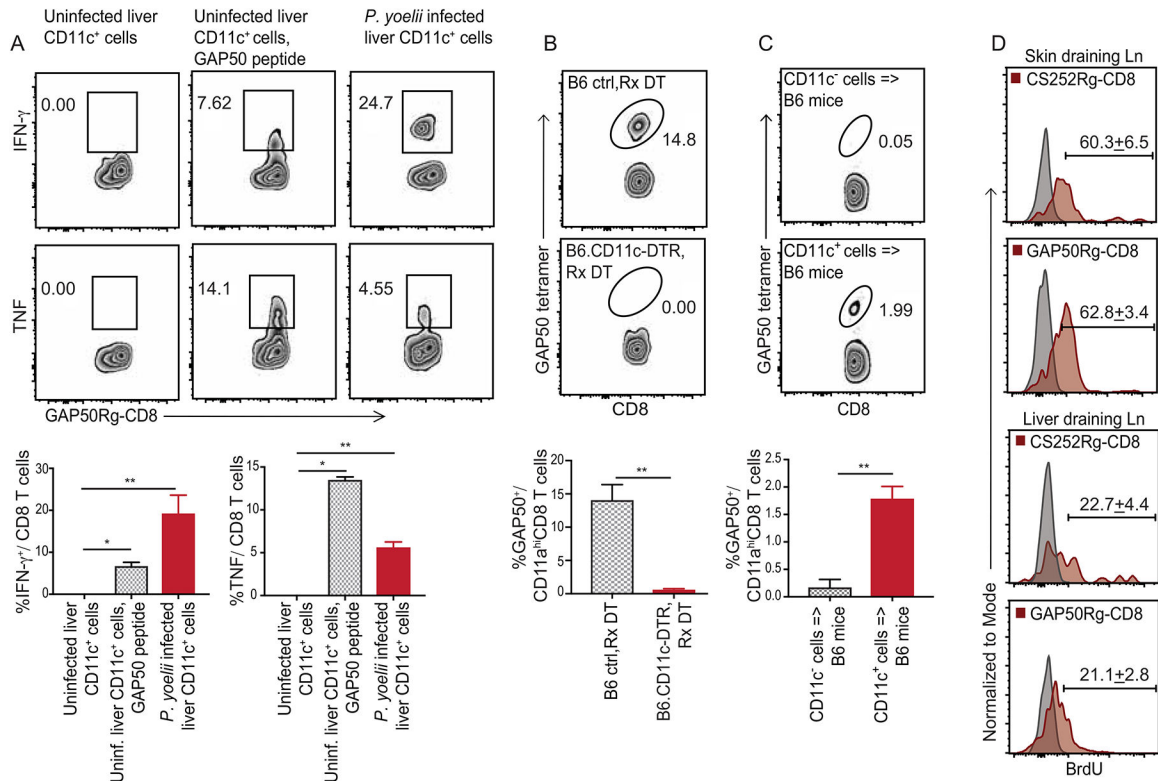 A
Uninfected liver
CD11c⁺ cells
Uninfected liver
CD11c⁺ cells,
GAP50 peptide
P. yoelii infected
liver CD11c⁺ cells
IFN-γ
0.00
7.62
24.7
TNF
0.00
14.1
4.55
GAP50Rg-CD8
%IFN-γ⁺/ CD8 T cells
30
20
10
0
**
*
Uninfected liver
CD11c⁺ cells
Uninf. liver CD11c⁺ cells,
GAP50 peptide
P. yoelii infected
liver CD11c⁺ cells
%TNF/ CD8 T cells
15
10
5
0
**
*
Uninfected liver
CD11c⁺ cells
Uninf. liver CD11c⁺ cells,
GAP50 peptide
P. yoelii infected
liver CD11c⁺ cells
B
GAP50 tetramer
B6 ctrl,Rx DT
14.8
B6.CD11c-DTR,
Rx DT
0.00
CD8
%GAP50⁺/
CD11aʰⁱCD8 T cells
20
15
10
5
0
**
B6 ctrl,Rx DT
B6.CD11c-DTR,
Rx DT
C
GAP50 tetramer
CD11c⁻ cells =>
B6 mice
0.05
CD11c⁺ cells =>
B6 mice
1.99
CD8
%GAP50⁺/
CD11aʰⁱCD8 T cells
2.5
2.0
1.5
1.0
0.5
0.0
**
CD11c⁻ cells =>
B6 mice
CD11c⁺ cells =>
B6 mice
D
Skin draining Ln
CS252Rg-CD8
60.3±6.5
GAP50Rg-CD8
62.8±3.4
Liver draining Ln
CS252Rg-CD8
22.7±4.4
GAP50Rg-CD8
21.1±2.8
Normalized to Mode
BrdU